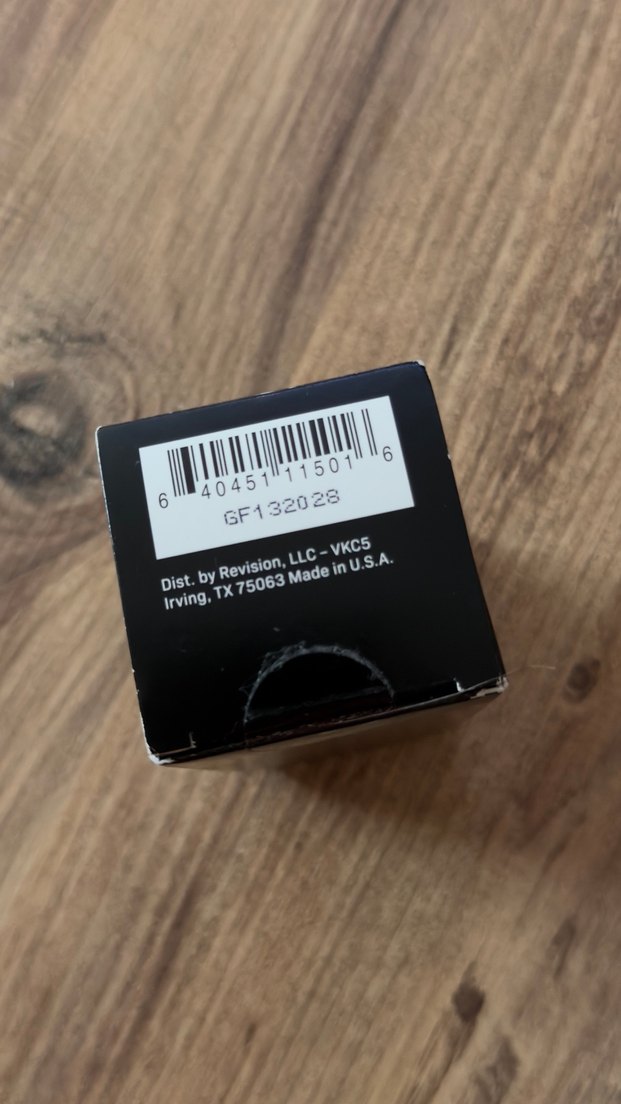 6 40451 11501 6
GF132028
Dist. by Revision, LLC – VKC5
Irving, TX 75063 Made in U.S.A.